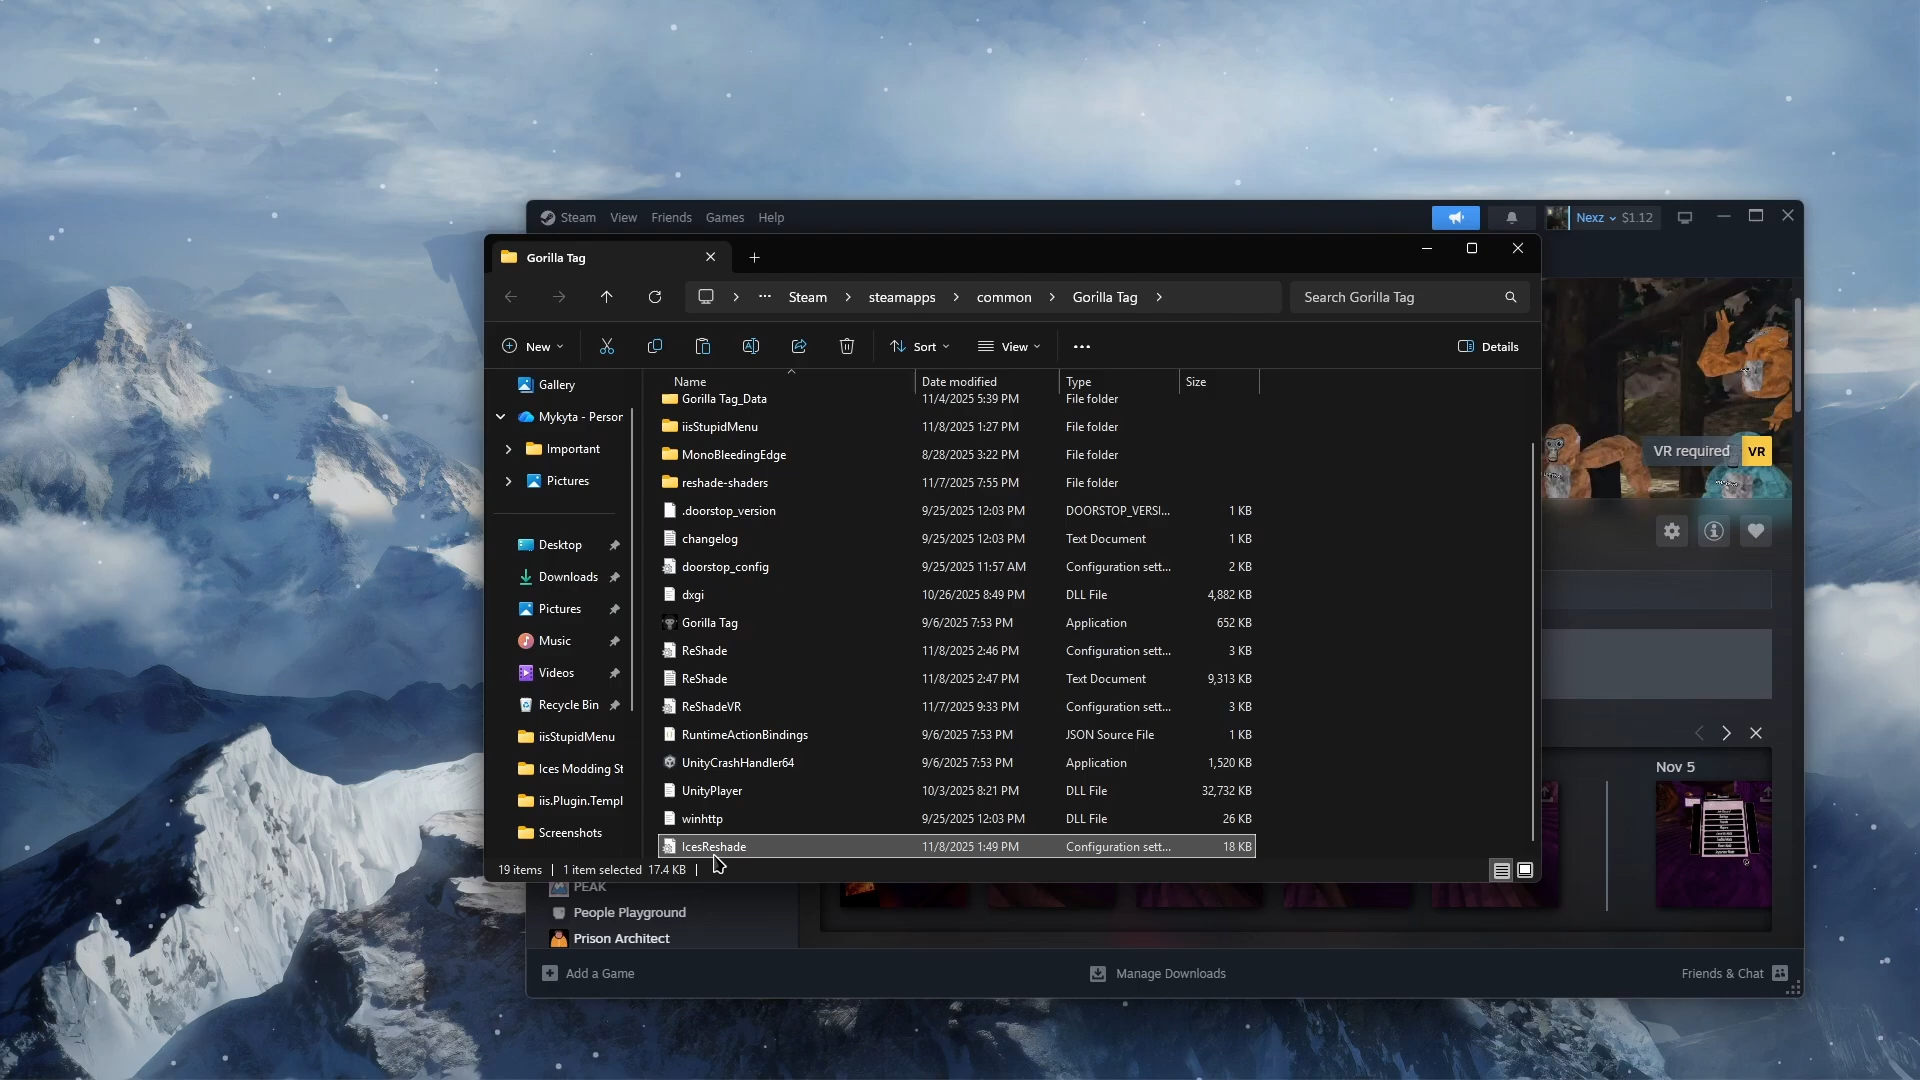 Steam View Friends Games Help
Nexz $1.12
Gorilla Tag
Steam steamapps common Gorilla Tag
Search Gorilla Tag
New
Sort
View
Details
Gallery
Mykyta - Person
Important
Pictures
Desktop
Downloads
Pictures
Music
Videos
Recycle Bin
iisStupidMenu
Ices Modding St
iis.Plugin.Templ
Screenshots
Name Date modified Type Size
Gorilla Tag_Data 11/4/2025 5:39 PM File folder
iisStupidMenu 11/8/2025 1:27 PM File folder
MonoBleedingEdge 8/28/2025 3:22 PM File folder
reshade-shaders 11/7/2025 7:55 PM File folder
.doorstop_version 9/25/2025 12:03 PM DOORSTOP_VERSI... 1 KB
changelog 9/25/2025 12:03 PM Text Document 1 KB
doorstop_config 9/25/2025 11:57 AM Configuration sett... 2 KB
dxgi 10/26/2025 8:49 PM DLL File 4,882 KB
Gorilla Tag 9/6/2025 7:53 PM Application 652 KB
ReShade 11/8/2025 2:46 PM Configuration sett... 3 KB
ReShade 11/8/2025 2:47 PM Text Document 9,313 KB
ReShadeVR 11/7/2025 9:33 PM Configuration sett... 3 KB
RuntimeActionBindings 9/6/2025 7:53 PM JSON Source File 1 KB
UnityCrashHandler64 9/6/2025 7:53 PM Application 1,520 KB
UnityPlayer 10/3/2025 8:21 PM DLL File 32,732 KB
winhttp 9/25/2025 12:03 PM DLL File 26 KB
IcesReshade 11/8/2025 1:49 PM Configuration sett... 18 KB
19 items 1 item selected 17.4 KB
VR required VR
Nov 5
PEAK
People Playground
Prison Architect
Add a Game
Manage Downloads
Friends & Chat